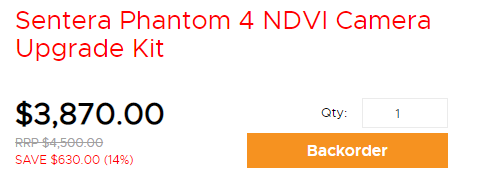 Sentera Phantom 4 NDVI Camera
Upgrade Kit
$3,870.00
Qty: 1
RRP $4,500.00
SAVE $630.00 (14%)
Backorder